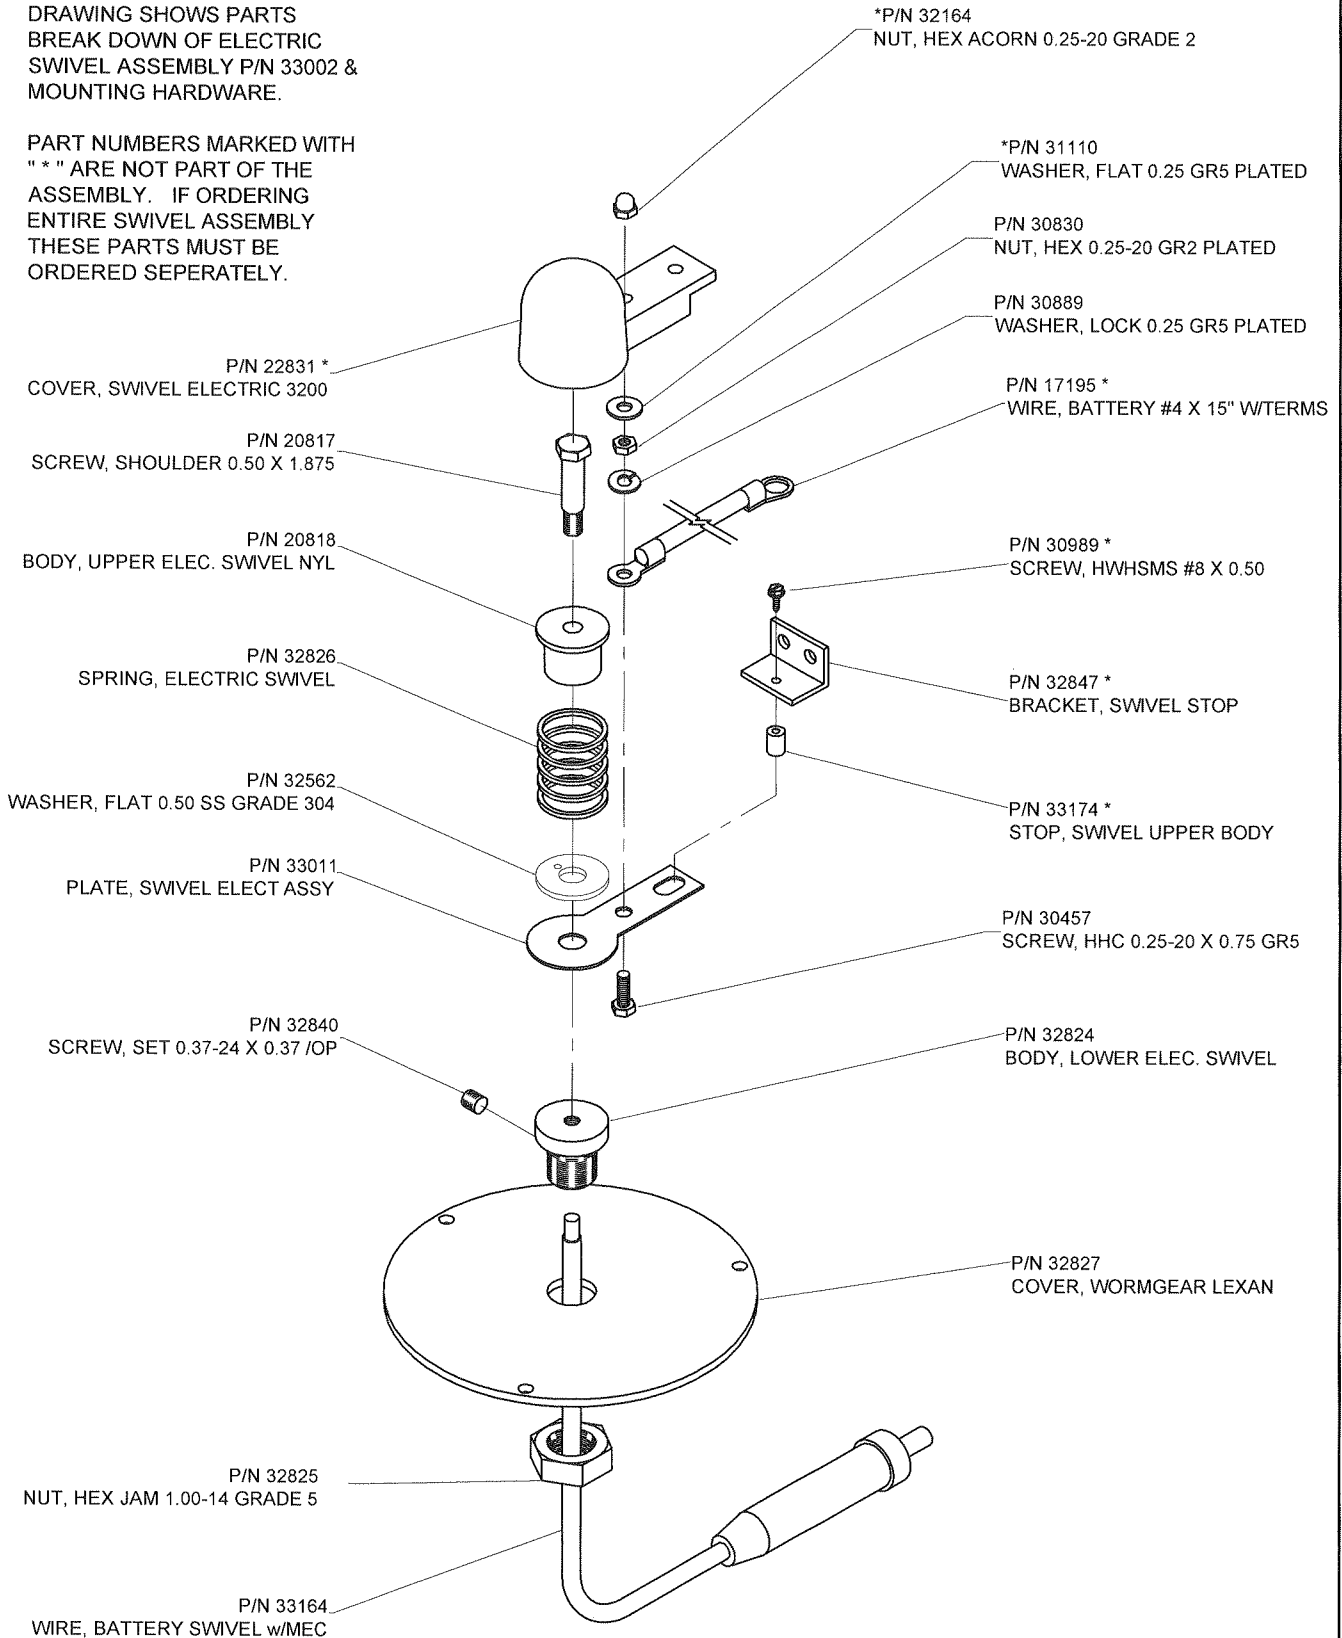 DRAWING SHOWS PARTS
BREAK DOWN OF ELECTRIC
SWIVEL ASSEMBLY P/N 33002 &
MOUNTING HARDWARE.
PART NUMBERS MARKED WITH
" * " ARE NOT PART OF THE
ASSEMBLY. IF ORDERING
ENTIRE SWIVEL ASSEMBLY
THESE PARTS MUST BE
ORDERED SEPERATELY.
*P/N 32164
NUT, HEX ACORN 0.25-20 GRADE 2
*P/N 31110
WASHER, FLAT 0.25 GR5 PLATED
P/N 30830
NUT, HEX 0.25-20 GR2 PLATED
P/N 30889
WASHER, LOCK 0.25 GR5 PLATED
P/N 17195 *
WIRE, BATTERY #4 X 15" W/TERMS
P/N 30989 *
SCREW, HWHSMS #8 X 0.50
P/N 32847 *
BRACKET, SWIVEL STOP
P/N 33174 *
STOP, SWIVEL UPPER BODY
P/N 30457
SCREW, HHC 0.25-20 X 0.75 GR5
P/N 32824
BODY, LOWER ELEC. SWIVEL
P/N 32827
COVER, WORMGEAR LEXAN
P/N 22831 *
COVER, SWIVEL ELECTRIC 3200
P/N 20817
SCREW, SHOULDER 0.50 X 1.875
P/N 20818
BODY, UPPER ELEC. SWIVEL NYL
P/N 32826
SPRING, ELECTRIC SWIVEL
P/N 32562
WASHER, FLAT 0.50 SS GRADE 304
P/N 33011
PLATE, SWIVEL ELECT ASSY
P/N 32840
SCREW, SET 0.37-24 X 0.37 /OP
P/N 32825
NUT, HEX JAM 1.00-14 GRADE 5
P/N 33164
WIRE, BATTERY SWIVEL w/MEC